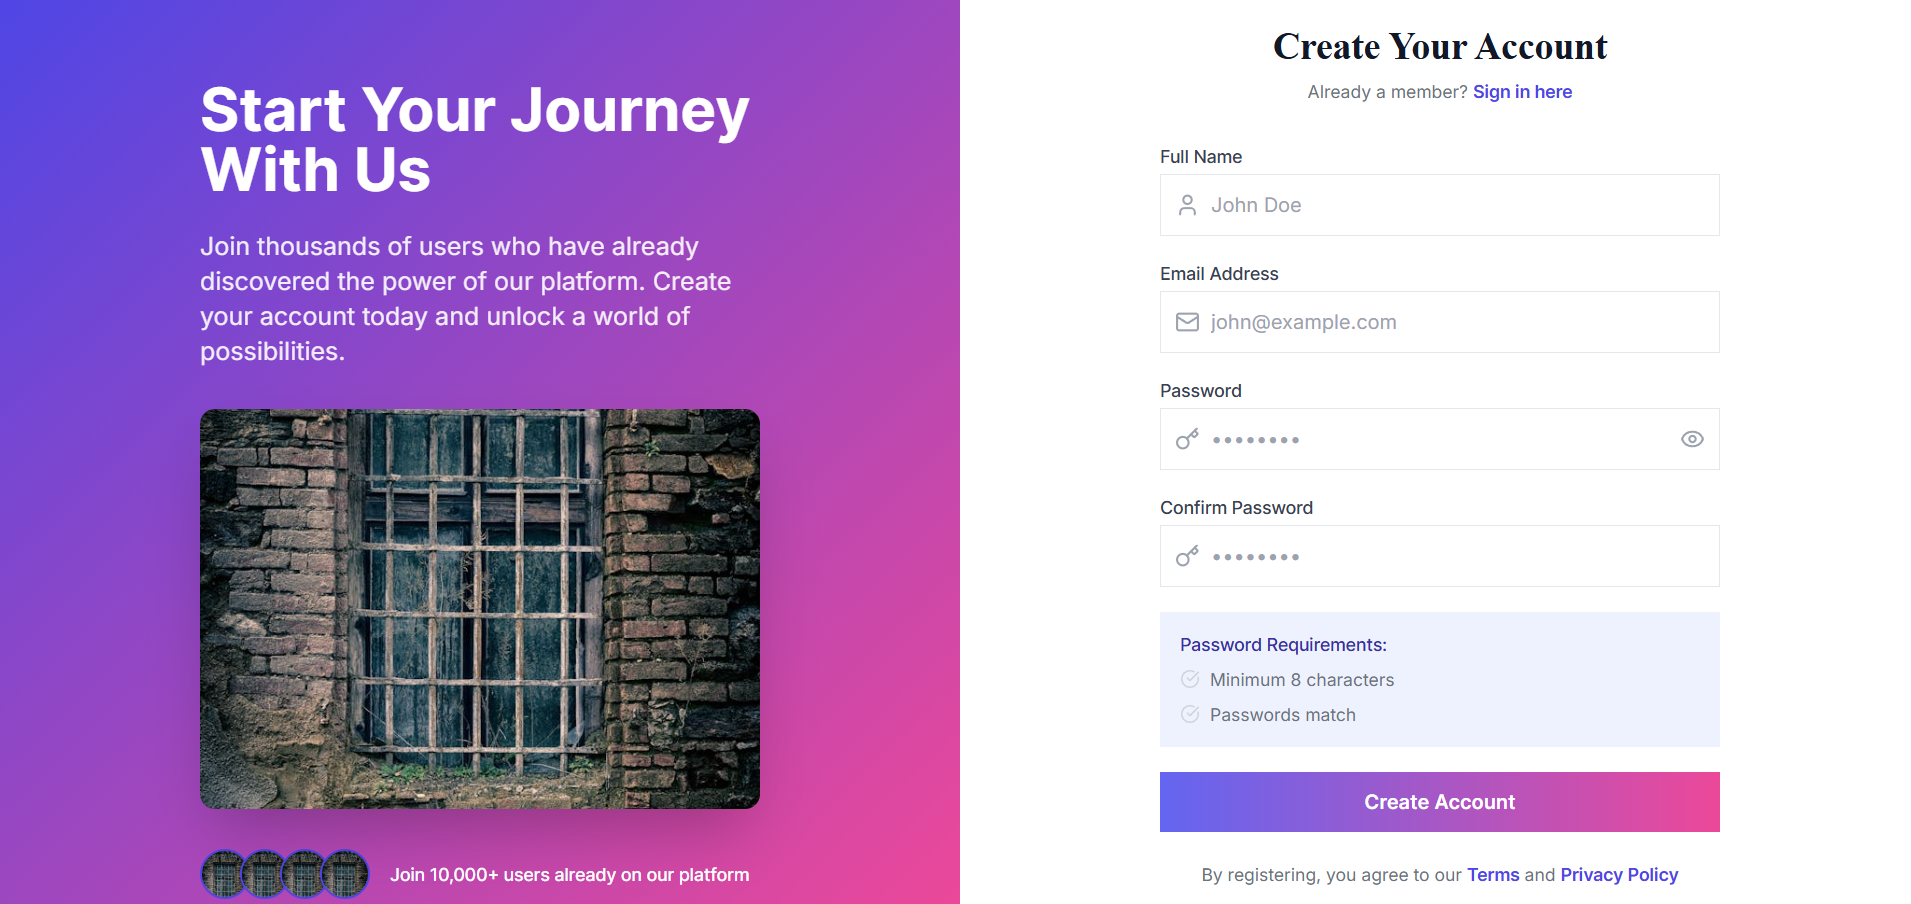 Start Your Journey
With Us
Join thousands of users who have already
discovered the power of our platform. Create
your account today and unlock a world of
possibilities.
Join 10,000+ users already on our platform
Create Your Account
Already a member? Sign in here
Full Name
John Doe
Email Address
john@example.com
Password
••••••••
Confirm Password
••••••••
Password Requirements:
Minimum 8 characters
Passwords match
Create Account
By registering, you agree to our Terms and Privacy Policy